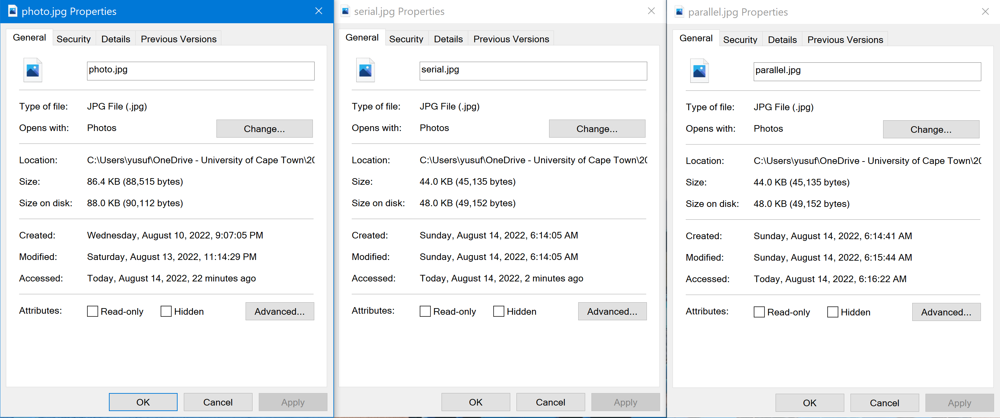 photo.jpg Properties
General Security Details Previous Versions
photo.jpg
Type of file: JPG File (.jpg)
Opens with: Photos Change...
Location: C:\Users\yusuf\OneDrive - University of Cape Town\20
Size: 86.4 KB (88,515 bytes)
Size on disk: 88.0 KB (90,112 bytes)
Created: Wednesday, August 10, 2022, 9:07:05 PM
Modified: Saturday, August 13, 2022, 11:14:29 PM
Accessed: Today, August 14, 2022, 22 minutes ago
Attributes: Read-only Hidden Advanced...
OK Cancel Apply
serial.jpg Properties
General Security Details Previous Versions
serial.jpg
Type of file: JPG File (.jpg)
Opens with: Photos Change...
Location: C:\Users\yusuf\OneDrive - University of Cape Town\20
Size: 44.0 KB (45,135 bytes)
Size on disk: 48.0 KB (49,152 bytes)
Created: Sunday, August 14, 2022, 6:14:05 AM
Modified: Sunday, August 14, 2022, 6:14:05 AM
Accessed: Today, August 14, 2022, 2 minutes ago
Attributes: Read-only Hidden Advanced...
OK Cancel Apply
parallel.jpg Properties
General Security Details Previous Versions
parallel.jpg
Type of file: JPG File (.jpg)
Opens with: Photos Change...
Location: C:\Users\yusuf\OneDrive - University of Cape Town\20
Size: 44.0 KB (45,135 bytes)
Size on disk: 48.0 KB (49,152 bytes)
Created: Sunday, August 14, 2022, 6:14:41 AM
Modified: Sunday, August 14, 2022, 6:15:44 AM
Accessed: Today, August 14, 2022, 6:16:22 AM
Attributes: Read-only Hidden Advanced...
OK Cancel Apply